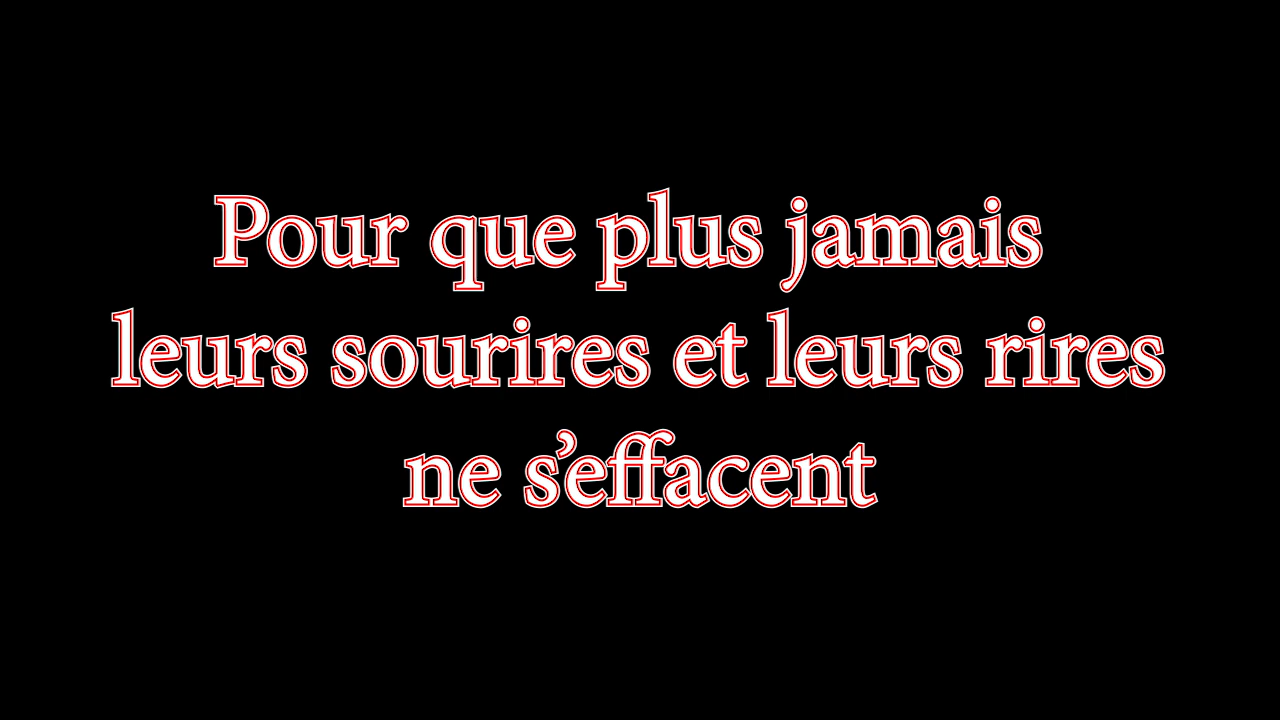 Pour que plus jamais
leurs sourires et leurs rires
ne s’effacent